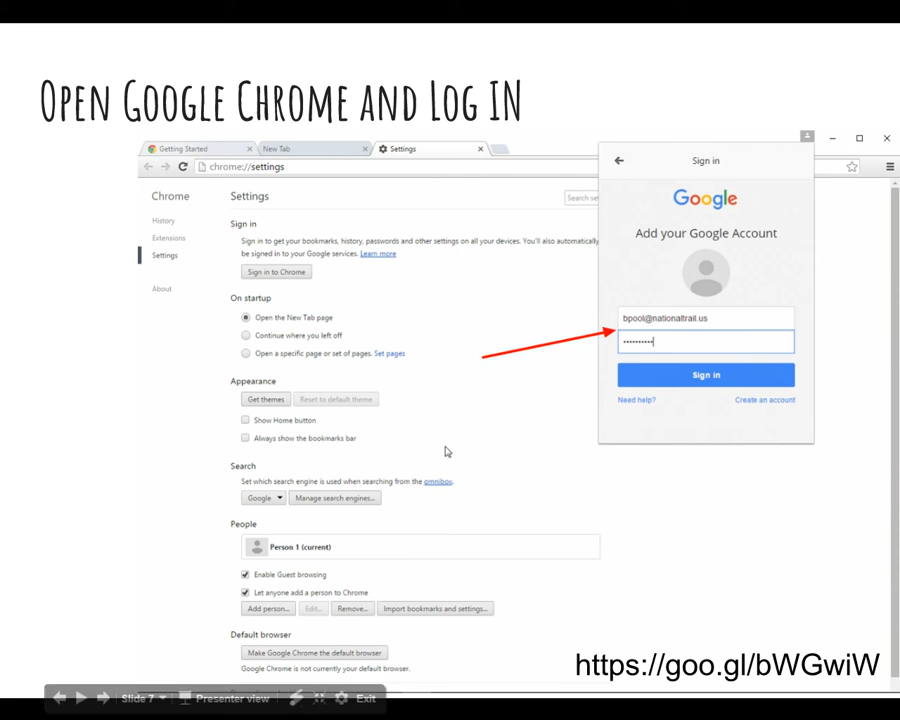 Open Google Chrome and Log IN
Getting Started
New Tab
Settings
chrome://settings
Chrome
History
Extensions
Settings
About
Settings
Search set
Sign in
Sign in to get your bookmarks, history, passwords and other settings on all your devices. You'll also automatically
be signed in to your Google services. Learn more
Sign in to Chrome
On startup
Open the New Tab page
Continue where you left off
Open a specific page or set of pages. Set pages
Appearance
Get themes Reset to default theme
Show Home button
Always show the bookmarks bar
Search
Set which search engine is used when searching from the omnibox.
Google Manage search engines...
People
Person 1 (current)
Enable Guest browsing
Let anyone add a person to Chrome
Add person... Edit... Remove... Import bookmarks and settings...
Default browser
Make Google Chrome the default browser
Google Chrome is not currently your default browser.
Sign in
Google
Add your Google Account
bpool@nationaltrail.us
Sign in
Need help? Create an account
https://goo.gl/bWGwiW
Slide 7 Presenter view Exit